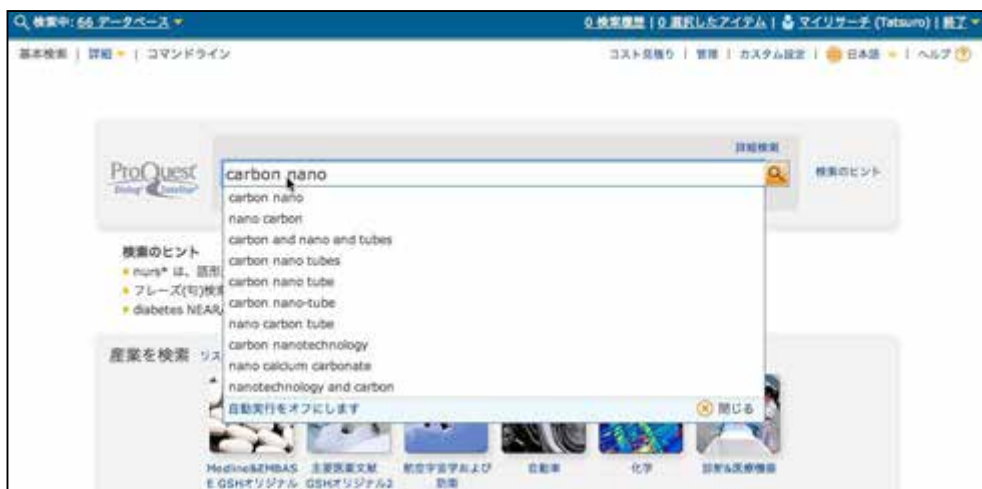 検索中: 66 データベース
0 検索履歴 | 0 選択したアイテム | マイリサーチ (Tatsuro) | 終了
基本検索 | 詳細 | コマンドライン
コスト見積り | 管理 | カスタム設定 | 日本語 | ヘルプ ?
詳細検索
ProQuest
carbon nano
検索のヒント
carbon nano
nano carbon
carbon and nano and tubes
carbon nano tubes
carbon nano tube
carbon nano-tube
nano carbon tube
carbon nanotechnology
nano calcium carbonate
nanotechnology and carbon
自動実行をオフにします
閉じる
検索のヒント
nurs* は、語形
フレーズ(句)検索
diabetes NEAR/
産業を検索 リス
Medline&EMBAS
E GSHオリジナル
主要医薬文献
GSHオリジナル2
航空宇宙学および
防衛
自動車
化学
診断&医療機器